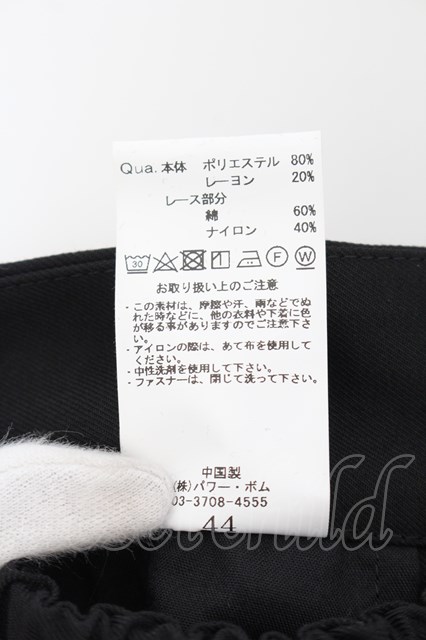 Qua. 本体 ポリエステル 80%
レーヨン 20%
レース部分
綿 60%
ナイロン 40%
30 F W
お取り扱い上のご注意
・この素材は、摩擦や汗、雨などでぬ
れた時などに、他の衣料や下着に色
が移る事がありますのでご注意下さ
い。
・アイロンの際は、あて布を使用して
ください。
・中性洗剤を使用して下さい。
・ファスナーは、閉じて洗って下さい。
中国製
(株)パワー・ボム
03-3708-4555
44